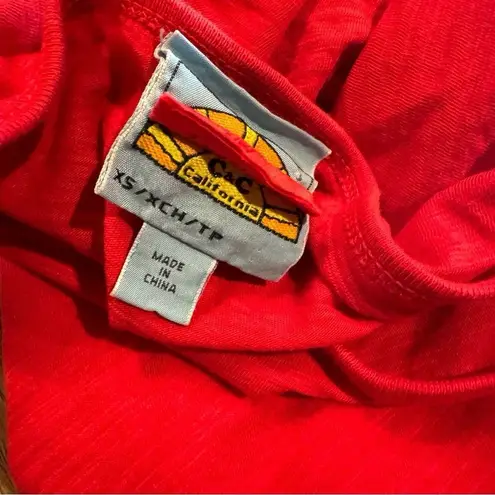 C&C
California
XS/XCH/TP
MADE
IN
CHINA